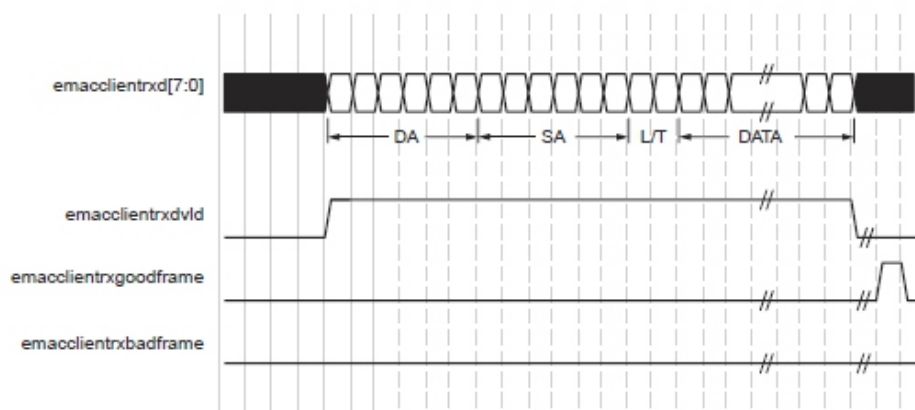 emacclientrxd[7:0]
DA SA L/T DATA
emacclientrxdvld
emacclientrxgoodframe
emacclientrxbadframe